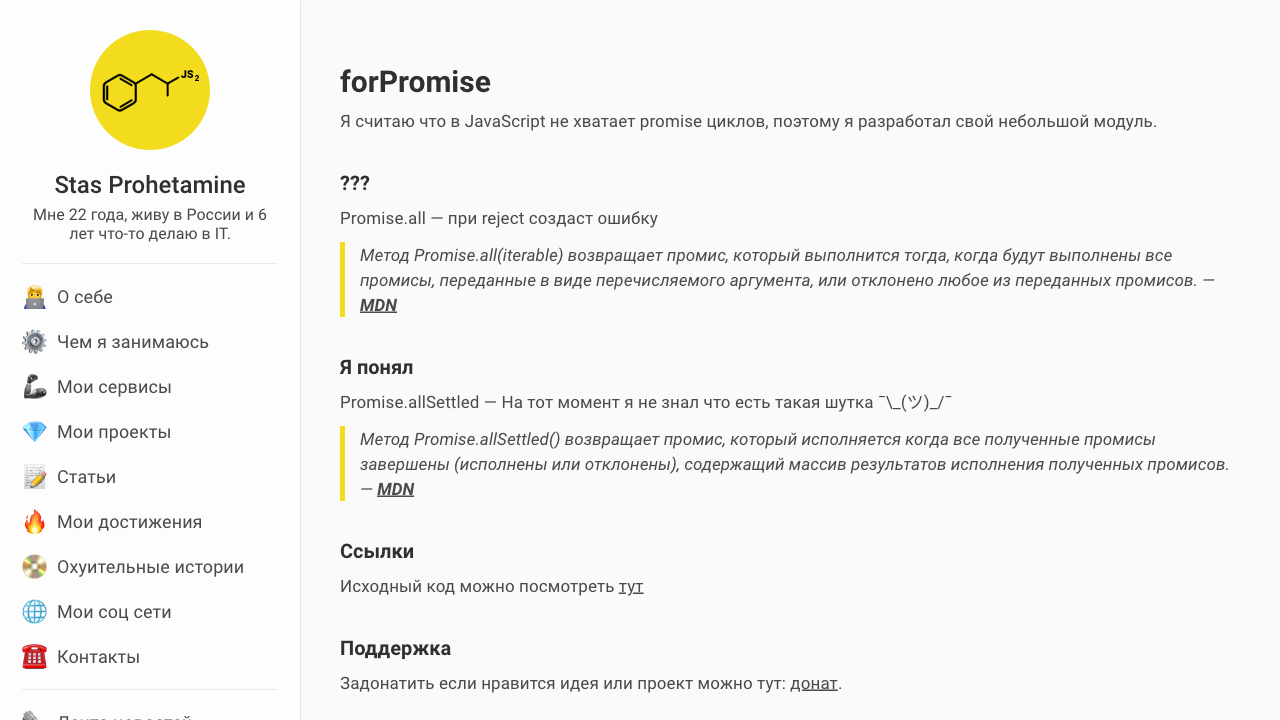 JS2
Stas Prohetamine
Мне 22 года, живу в России и 6
лет что-то делаю в IT.
О себе
Чем я занимаюсь
Мои сервисы
Мои проекты
Статьи
Мои достижения
Охуительные истории
Мои соц сети
Контакты
forPromise
Я считаю что в JavaScript не хватает promise циклов, поэтому я разработал свой небольшой модуль.
???
Promise.all — при reject создаст ошибку
Метод Promise.all(iterable) возвращает промис, который выполнится тогда, когда будут выполнены все
промисы, переданные в виде перечисляемого аргумента, или отклонено любое из переданных промисов. —
MDN
Я понял
Promise.allSettled — На тот момент я не знал что есть такая шутка ¯\_(ツ)_/¯
Метод Promise.allSettled() возвращает промис, который исполняется когда все полученные промисы
завершены (исполнены или отклонены), содержащий массив результатов исполнения полученных промисов.
— MDN
Ссылки
Исходный код можно посмотреть тут
Поддержка
Задонатить если нравится идея или проект можно тут: донат.